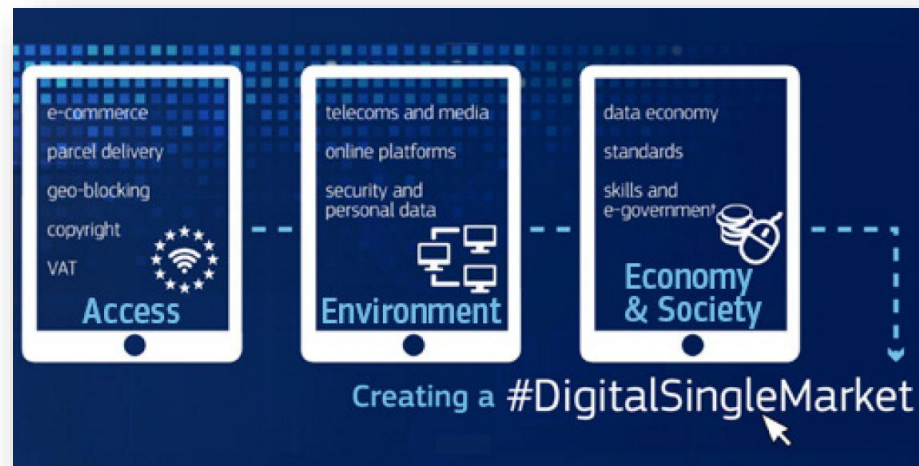 e-commerce
parcel delivery
geo-blocking
copyright
VAT
Access
telecoms and media
online platforms
security and
personal data
Environment
data economy
standards
skills and
e-government
Economy
& Society
Creating a #DigitalSingleMarket